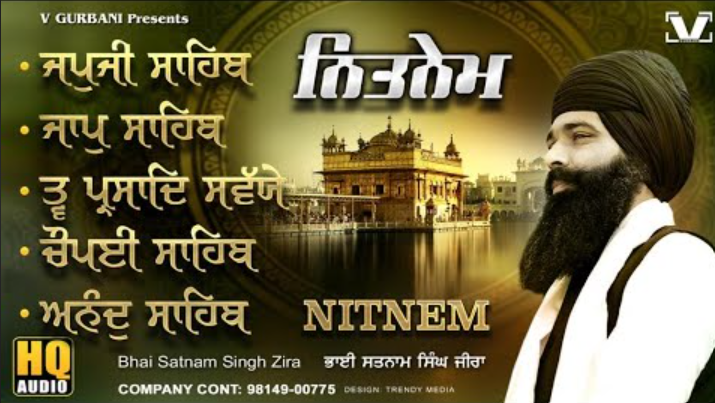 V GURBANI Presents
V
ਨਿਤਨੇਮ
• ਜਪੁਜੀ ਸਾਹਿਬ
• ਜਾਪੁ ਸਾਹਿਬ
• ਤ੍ਵ ਪ੍ਰਸਾਦਿ ਸਵੱਯੇ
• ਚੌਪਈ ਸਾਹਿਬ
• ਅਨੰਦੁ ਸਾਹਿਬ
NITNEM
HQ
AUDIO
Bhai Satnam Singh Zira ਭਾਈ ਸਤਨਾਮ ਸਿੰਘ ਜੀਰਾ
COMPANY CONT: 98149-00775 DESIGN: TRENDY MEDIA